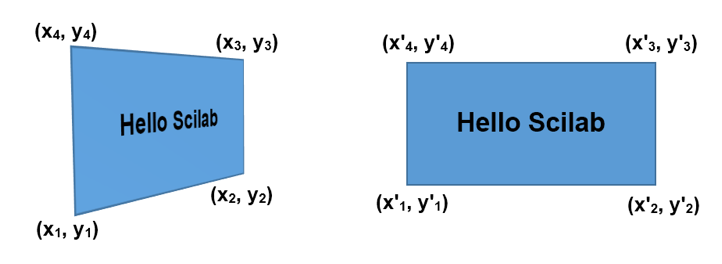 (x₄, y₄)
(x₃, y₃)
Hello Scilab
(x₂, y₂)
(x₁, y₁)
(x'₄, y'₄)
(x'₃, y'₃)
Hello Scilab
(x'₁, y'₁)
(x'₂, y'₂)